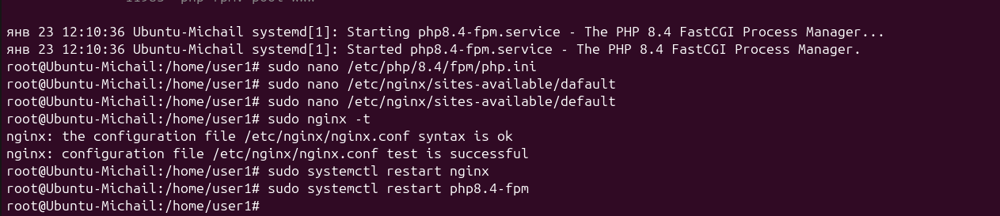 янв 23 12:10:36 Ubuntu-Michail systemd[1]: Starting php8.4-fpm.service - The PHP 8.4 FastCGI Process Manager...
янв 23 12:10:36 Ubuntu-Michail systemd[1]: Started php8.4-fpm.service - The PHP 8.4 FastCGI Process Manager.
root@Ubuntu-Michail:/home/user1# sudo nano /etc/php/8.4/fpm/php.ini
root@Ubuntu-Michail:/home/user1# sudo nano /etc/nginx/sites-available/dafault
root@Ubuntu-Michail:/home/user1# sudo nano /etc/nginx/sites-available/default
root@Ubuntu-Michail:/home/user1# sudo nginx -t
nginx: the configuration file /etc/nginx/nginx.conf syntax is ok
nginx: configuration file /etc/nginx/nginx.conf test is successful
root@Ubuntu-Michail:/home/user1# sudo systemctl restart nginx
root@Ubuntu-Michail:/home/user1# sudo systemctl restart php8.4-fpm
root@Ubuntu-Michail:/home/user1#